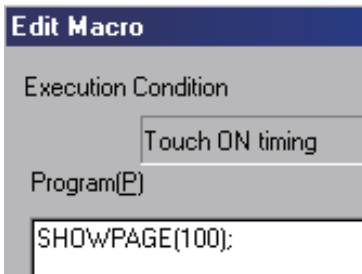 Edit Macro
Execution Condition
Touch ON timing
Program(P)
SHOWPAGE(100);